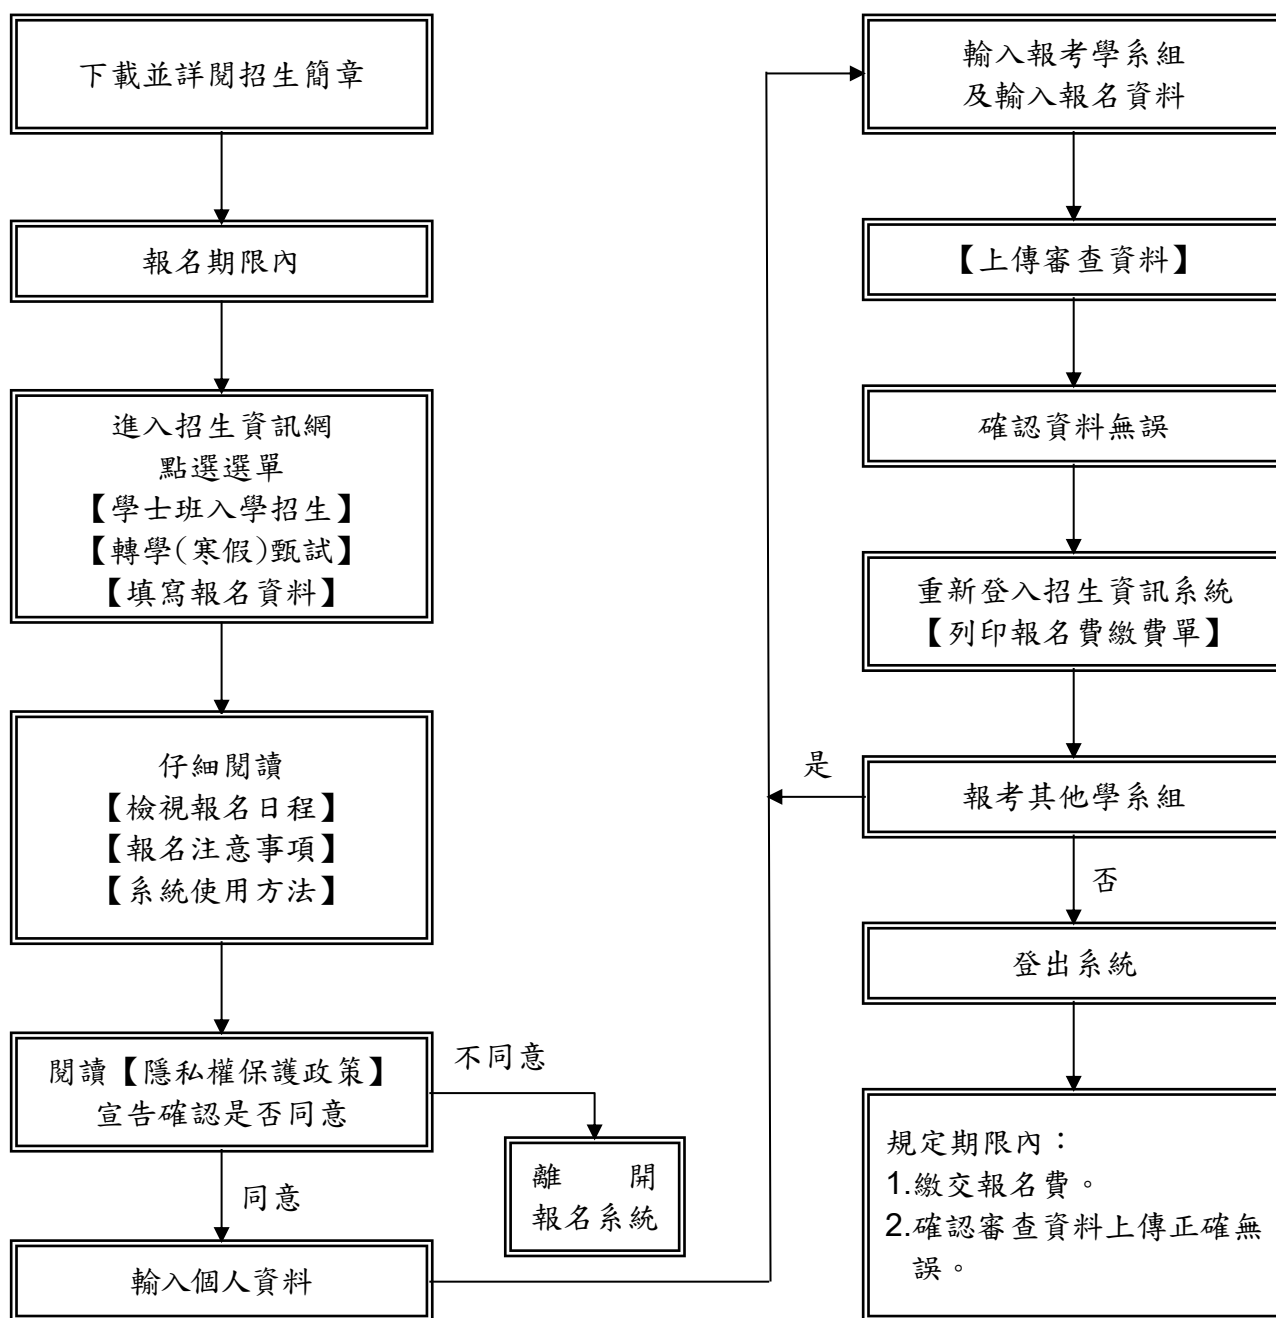 下載並詳閱招生簡章
報名期限內
進入招生資訊網
點選選單
【學士班入學招生】
【轉學(寒假)甄試】
【填寫報名資料】
仔細閱讀
【檢視報名日程】
【報名注意事項】
【系統使用方法】
閱讀【隱私權保護政策】
宣告確認是否同意
不同意
離　　開
報名系統
同意
輸入個人資料
輸入報考學系組
及輸入報名資料
【上傳審查資料】
確認資料無誤
重新登入招生資訊系統
【列印報名費繳費單】
是
報考其他學系組
否
登出系統
規定期限內：
1.繳交報名費。
2.確認審查資料上傳正確無
誤。